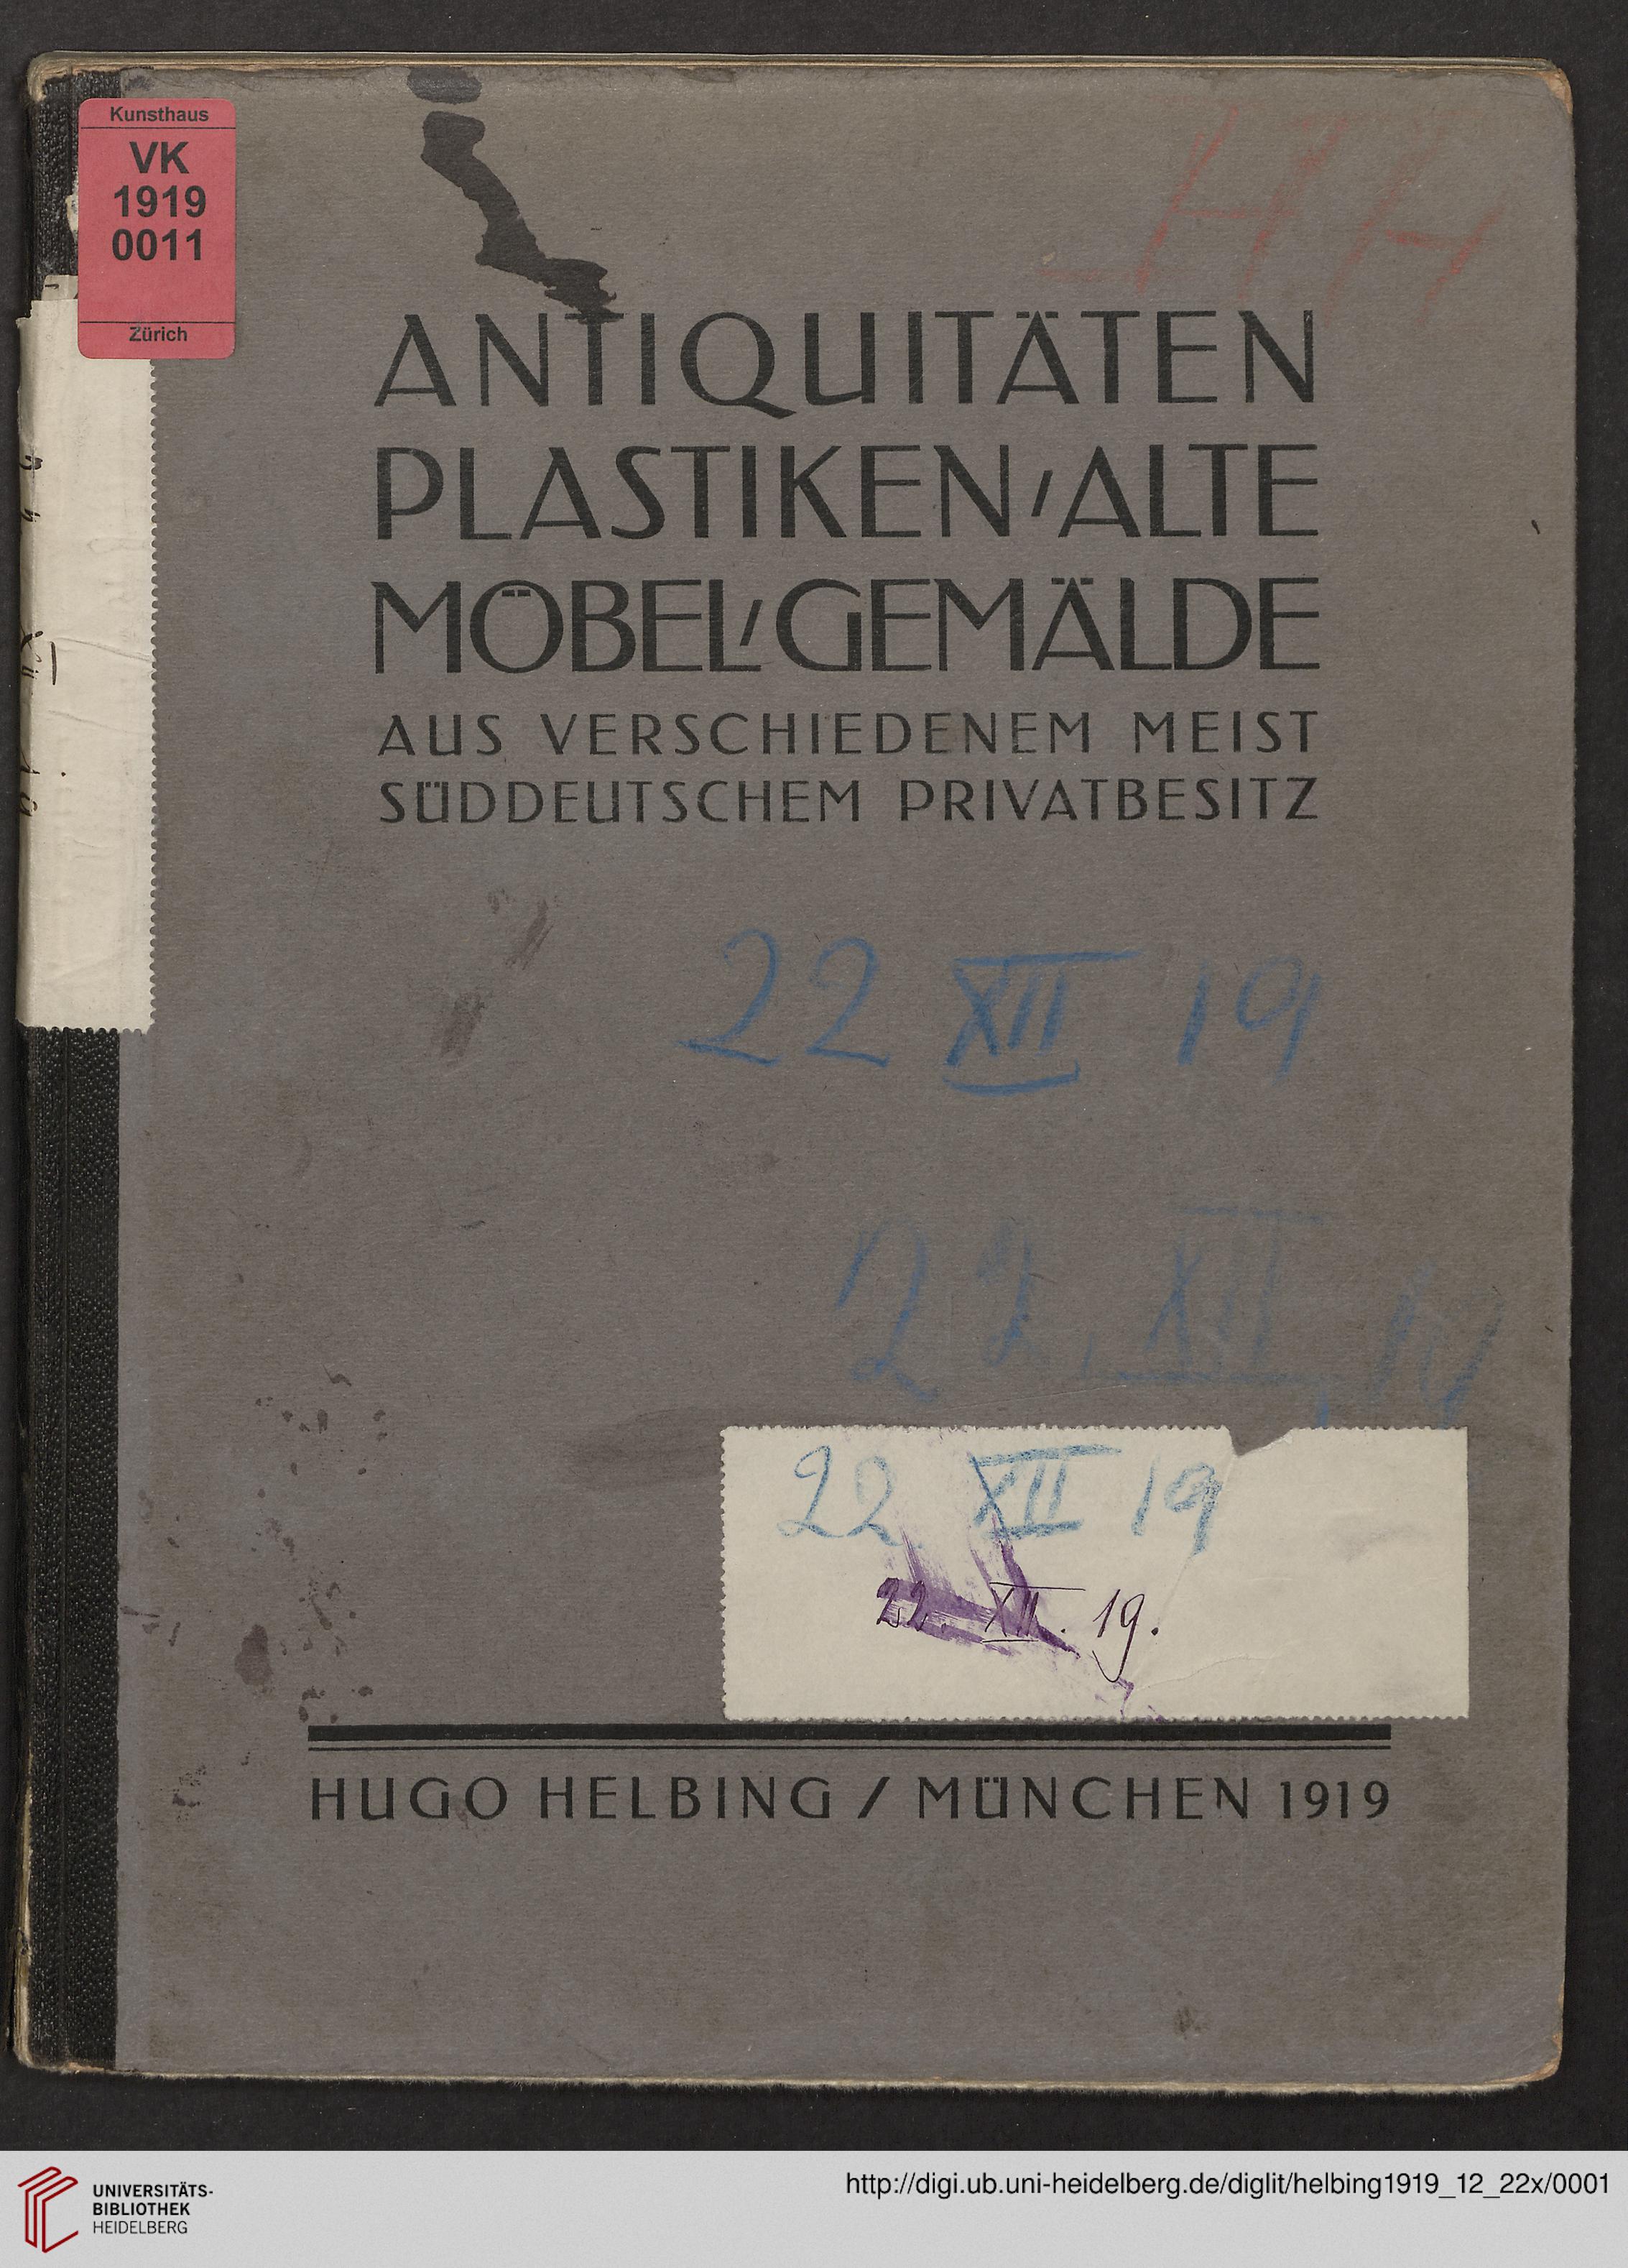 Kunsthaus
VK
1919
0011
Zürich
HH
ANTIQUITÄTEN
PLASTIKEN/ALTE
MÖBEL/GEMÄLDE
AUS VERSCHIEDENEM MEIST
SÜDDEUTSCHEM PRIVATBESITZ
22 XII 19
22. XII. 19
22 XII 19
22. XII. 19.
HUGO HELBING / MÜNCHEN 1919
UNIVERSITÄTS-
BIBLIOTHEK
HEIDELBERG
http://digi.ub.uni-heidelberg.de/diglit/helbing1919_12_22x/0001